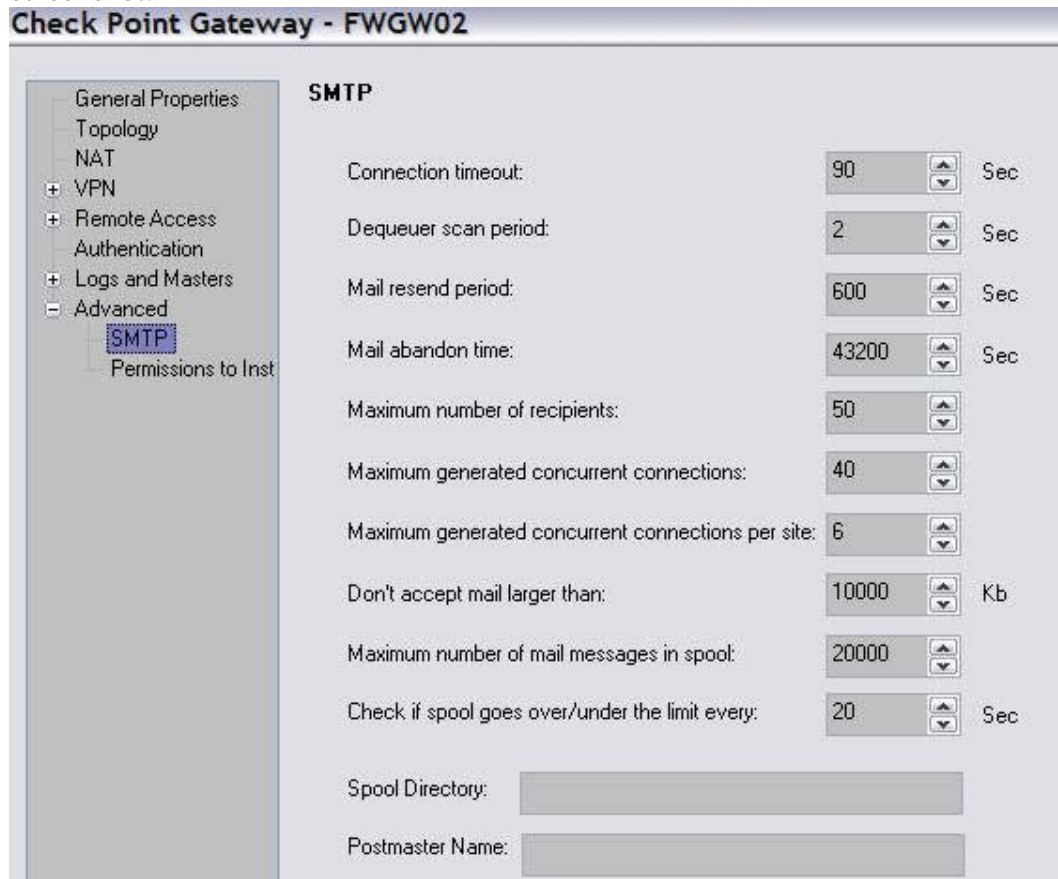 Check Point Gateway - FWGW02
General Properties
Topology
NAT
VPN
Remote Access
Authentication
Logs and Masters
Advanced
SMTP
Permissions to Inst
SMTP
Connection timeout: 90 Sec
Dequeuer scan period: 2 Sec
Mail resend period: 600 Sec
Mail abandon time: 43200 Sec
Maximum number of recipients: 50
Maximum generated concurrent connections: 40
Maximum generated concurrent connections per site: 6
Don't accept mail larger than: 10000 Kb
Maximum number of mail messages in spool: 20000
Check if spool goes over/under the limit every: 20 Sec
Spool Directory:
Postmaster Name: